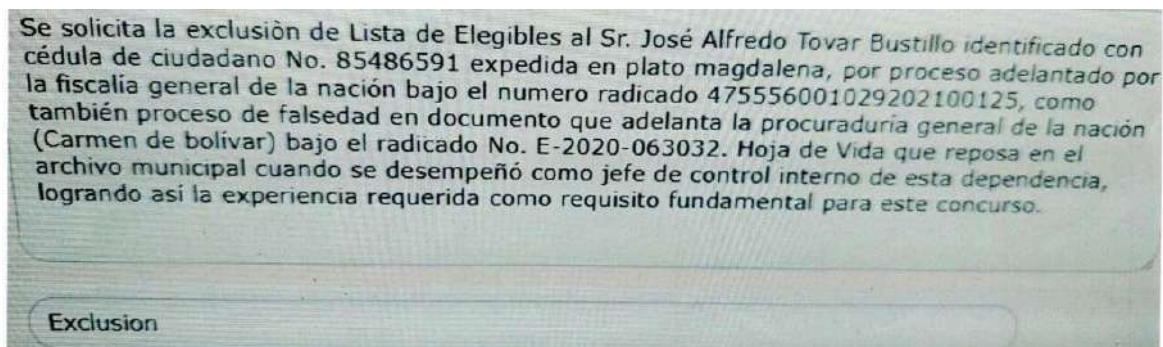 Se solicita la exclusiòn de Lista de Elegibles al Sr. José Alfredo Tovar Bustillo identificado con
cédula de ciudadano No. 85486591 expedida en plato magdalena, por proceso adelantado por
la fiscalía general de la nación bajo el numero radicado 475556001029202100125, como
también proceso de falsedad en documento que adelanta la procuraduría general de la nación
(Carmen de bolívar) bajo el radicado No. E-2020-063032. Hoja de Vida que reposa en el
archivo municipal cuando se desempeñó como jefe de control interno de esta dependencia,
logrando así la experiencia requerida como requisito fundamental para este concurso.
Exclusion